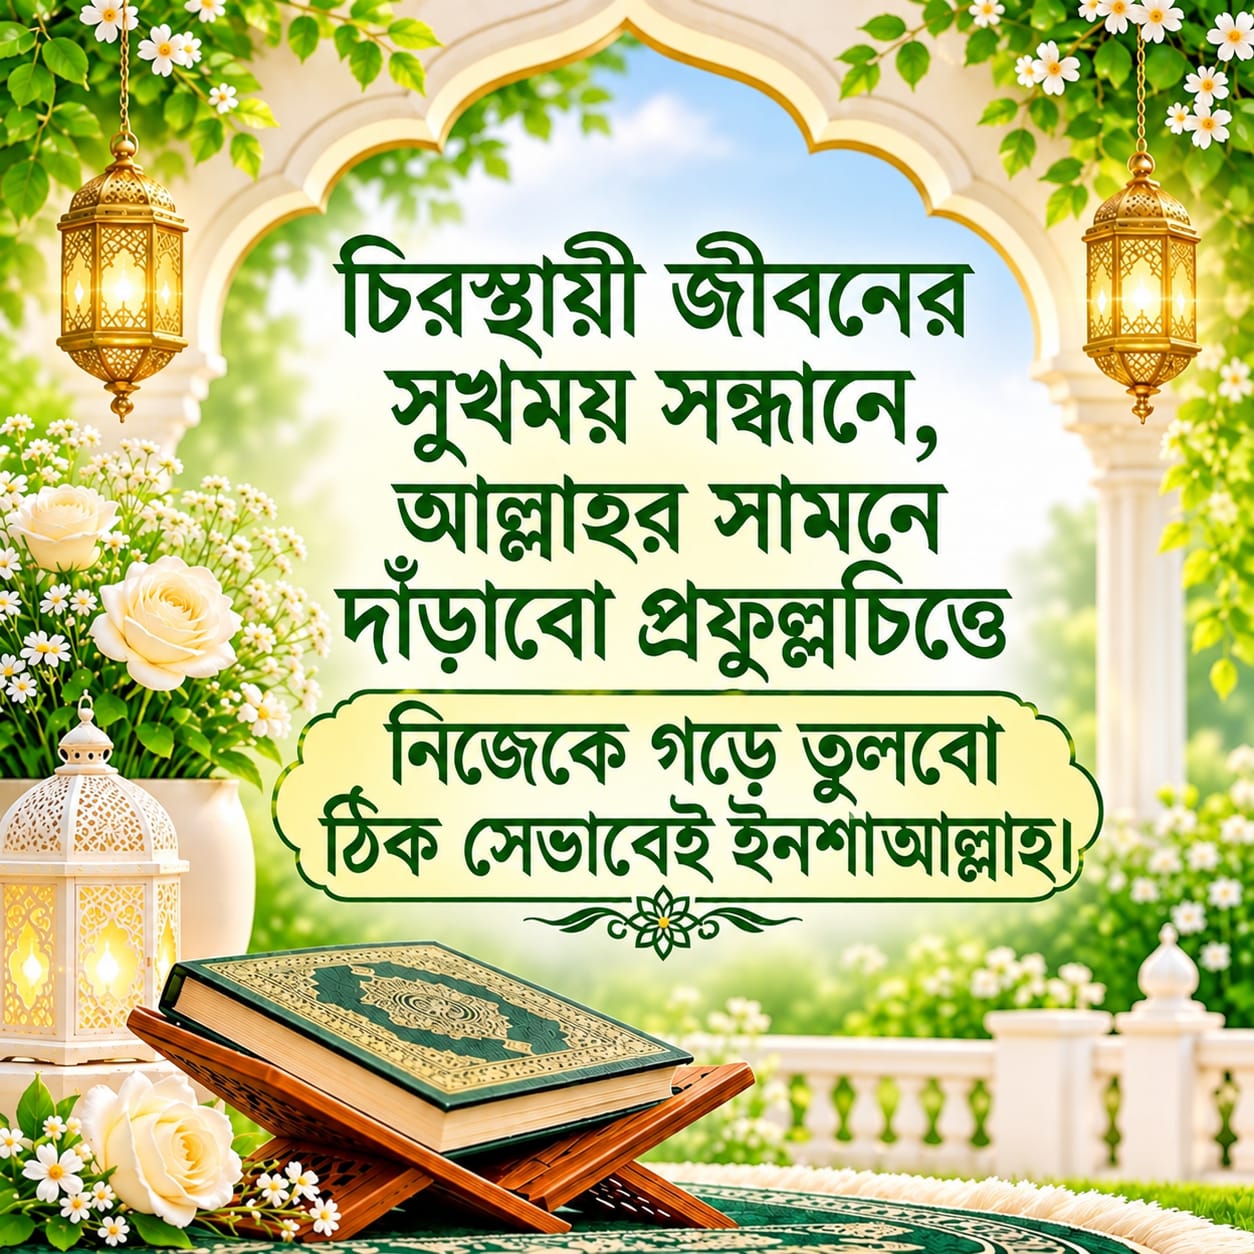 চিরস্থায়ী জীবনের
সুখময় সন্ধানে,
আল্লাহর সামনে
দাঁড়াবো প্রফুল্লচিত্তে
নিজেকে গড়ে তুলবো
ঠিক সেভাবেই ইনশাআল্লাহ।